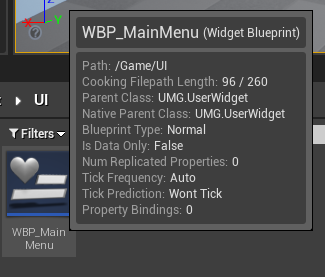 Z
Y
?
WBP_MainMenu (Widget Blueprint)
Path: /Game/UI
Cooking Filepath Length: 96 / 260
Parent Class: UMG.UserWidget
Native Parent Class: UMG.UserWidget
Blueprint Type: Normal
Is Data Only: False
Num Replicated Properties: 0
Tick Frequency: Auto
Tick Prediction: Wont Tick
Property Bindings: 0
UI
Filters
WBP_Main
Menu